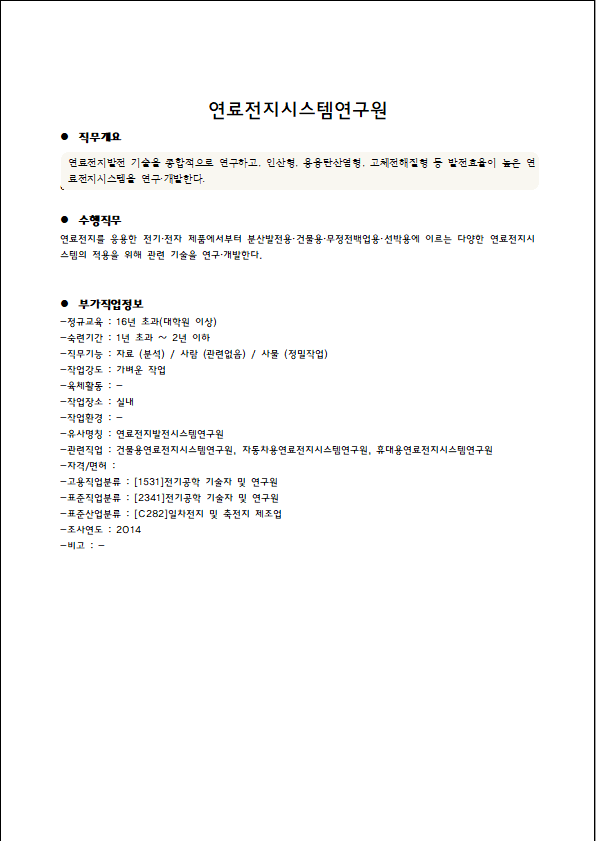 연료전지시스템연구원
● 직무개요
연료전지발전 기술을 종합적으로 연구하고, 인산형, 용융탄산염형, 고체전해질형 등 발전효율이 높은 연
료전지시스템을 연구·개발한다.
● 수행직무
연료전지를 응용한 전기·전자 제품에서부터 분산발전용·건물용·무정전백업용·선박용에 이르는 다양한 연료전지시
스템의 적용을 위해 관련 기술을 연구·개발한다.
● 부가직업정보
-정규교육 : 16년 초과(대학원 이상)
-숙련기간 : 1년 초과 ~ 2년 이하
-직무기능 : 자료 (분석) / 사람 (관련없음) / 사물 (정밀작업)
-작업강도 : 가벼운 작업
-육체활동 : -
-작업장소 : 실내
-작업환경 : -
-유사명칭 : 연료전지발전시스템연구원
-관련직업 : 건물용연료전지시스템연구원, 자동차용연료전지시스템연구원, 휴대용연료전지시스템연구원
-자격/면허 :
-고용직업분류 : [1531]전기공학 기술자 및 연구원
-표준직업분류 : [2341]전기공학 기술자 및 연구원
-표준산업분류 : [C282]일차전지 및 축전지 제조업
-조사연도 : 2014
-비고 : -